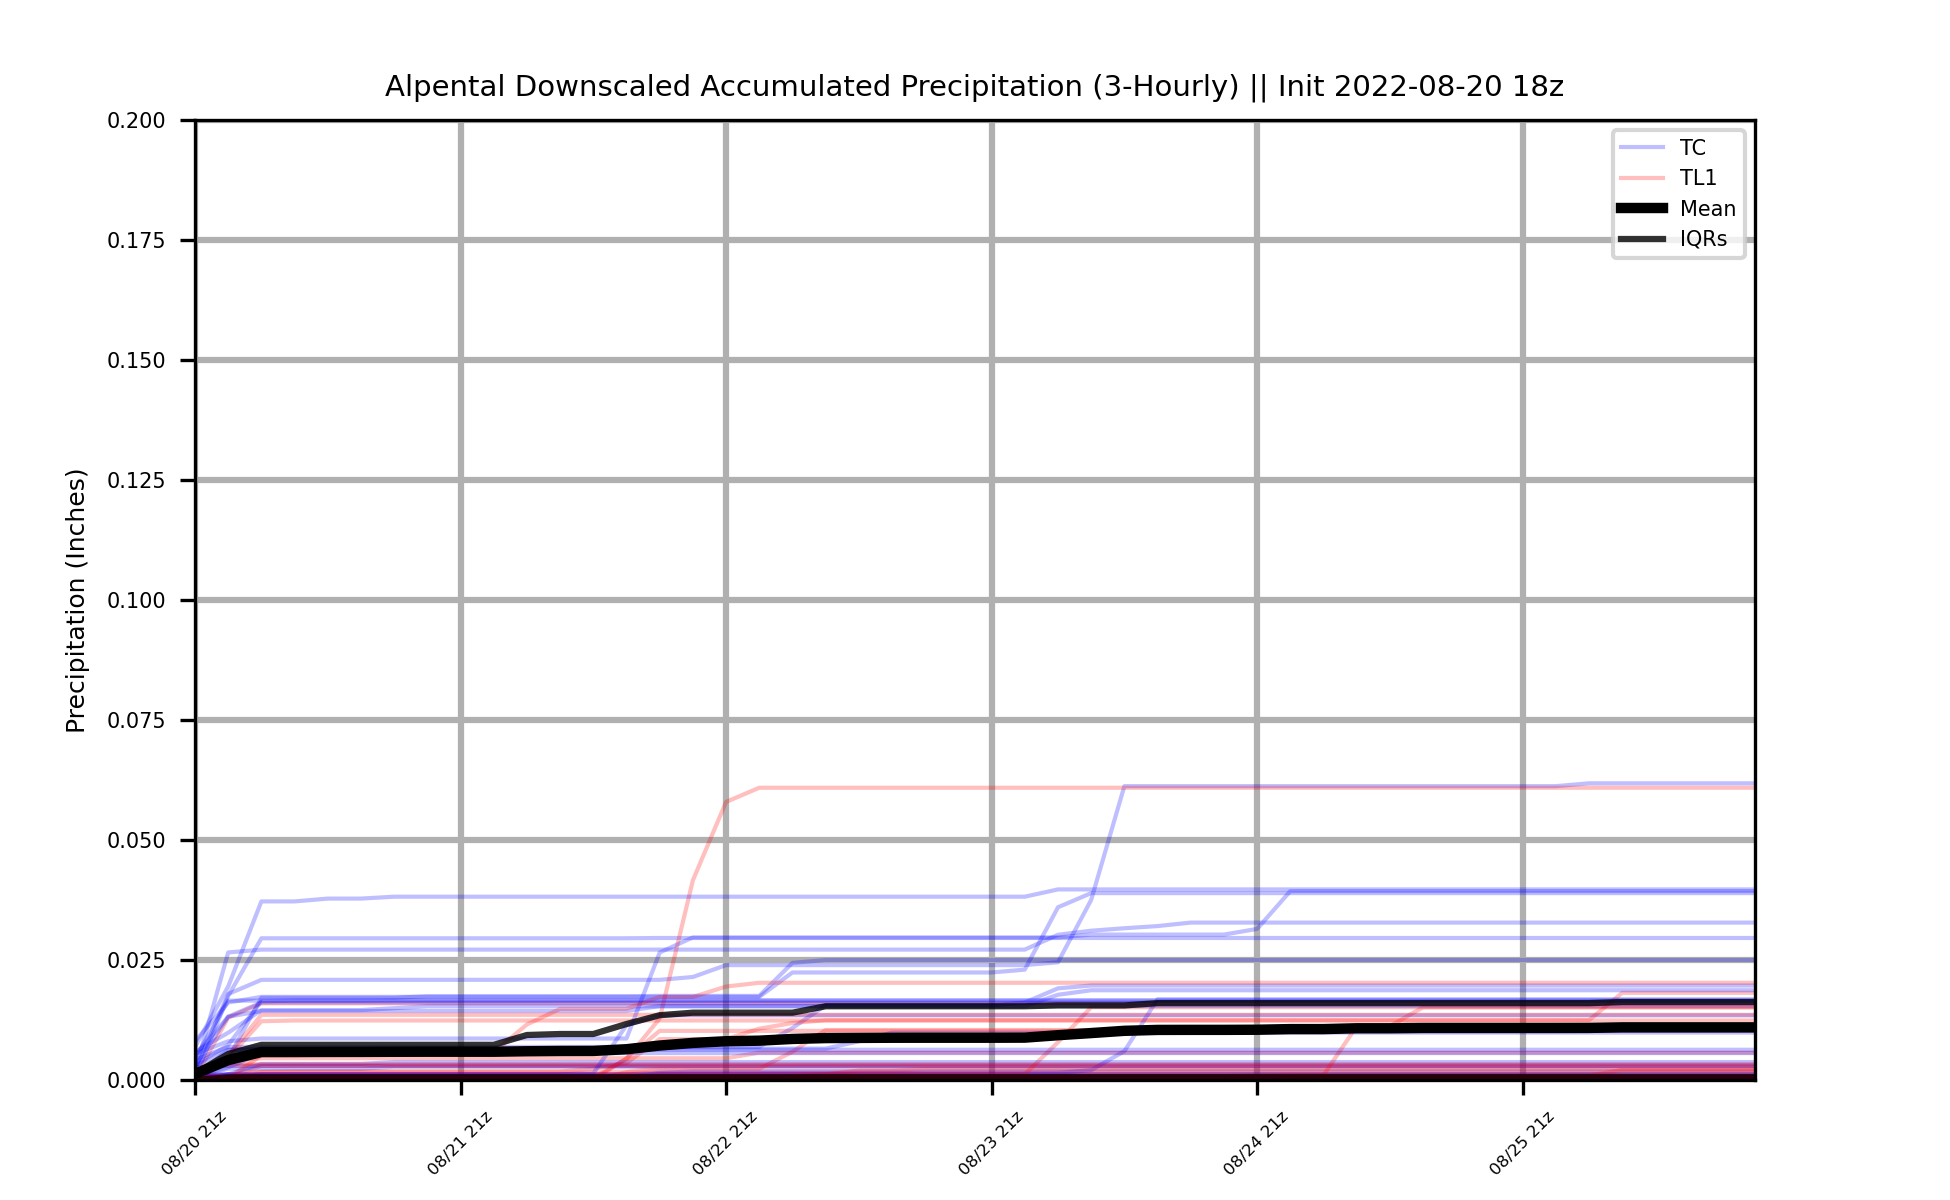 Alpental Downscaled Accumulated Precipitation (3-Hourly) || Init 2022-08-20 18z
0.200
0.175
0.150
0.125
0.100
0.075
0.050
0.025
0.000
Precipitation (Inches)
TC
TL1
Mean
IQRs
08/20 21z
08/21 21z
08/22 21z
08/23 21z
08/24 21z
08/25 21z